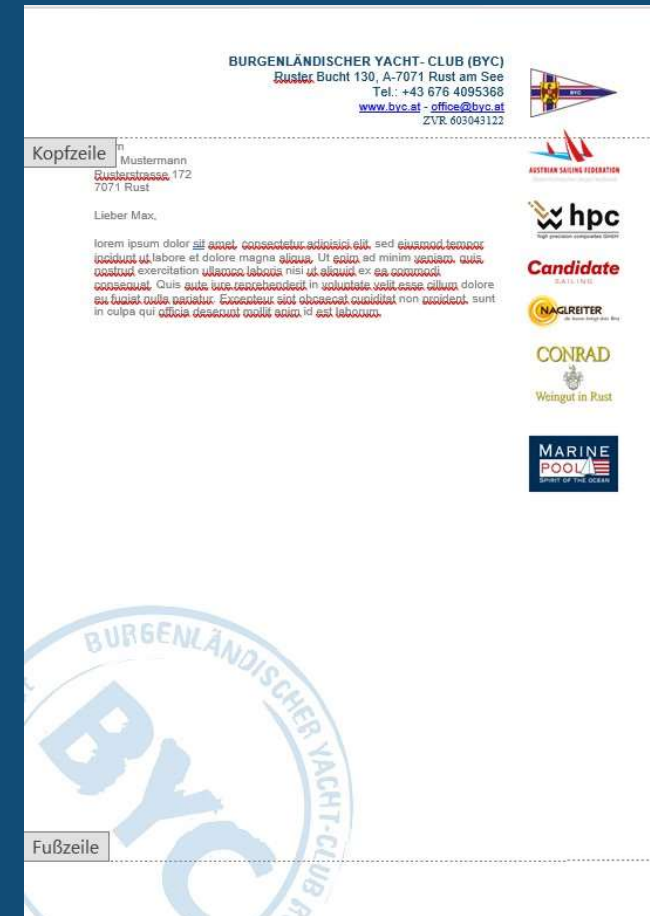 BURGENLÄNDISCHER YACHT- CLUB (BYC)
Ruster Bucht 130, A-7071 Rust am See
Tel.: +43 676 4095368
www.byc.at - office@byc.at
ZVR 603043122
BYC
Kopfzeile
Mustermann
Rusterstrasse 172
7071 Rust
Lieber Max,
lorem ipsum dolor sit amet, consectetur adipisici elit, sed eiusmod tempor
incidunt ut labore et dolore magna aliqua. Ut enim ad minim veniam, quis
nostrud exercitation ullamco laboris nisi ut aliquid ex ea commodi
consequat. Quis aute iure reprehenderit in voluptate velit esse cillum dolore
eu fugiat nulla pariatur. Excepteur sint obcaecat cupiditat non proident, sunt
in culpa qui officia deserunt mollit anim id est laborum.
AUSTRIAN SAILING FEDERATION
hpc
high precision composites GmbH
Candidate
SAILING
NAGLREITER
CONRAD
Weingut in Rust
MARINE
POOL
SPIRIT OF THE OCEAN
BURGENLÄNDISCHER YACHT-CLUB
BYC
Fußzeile